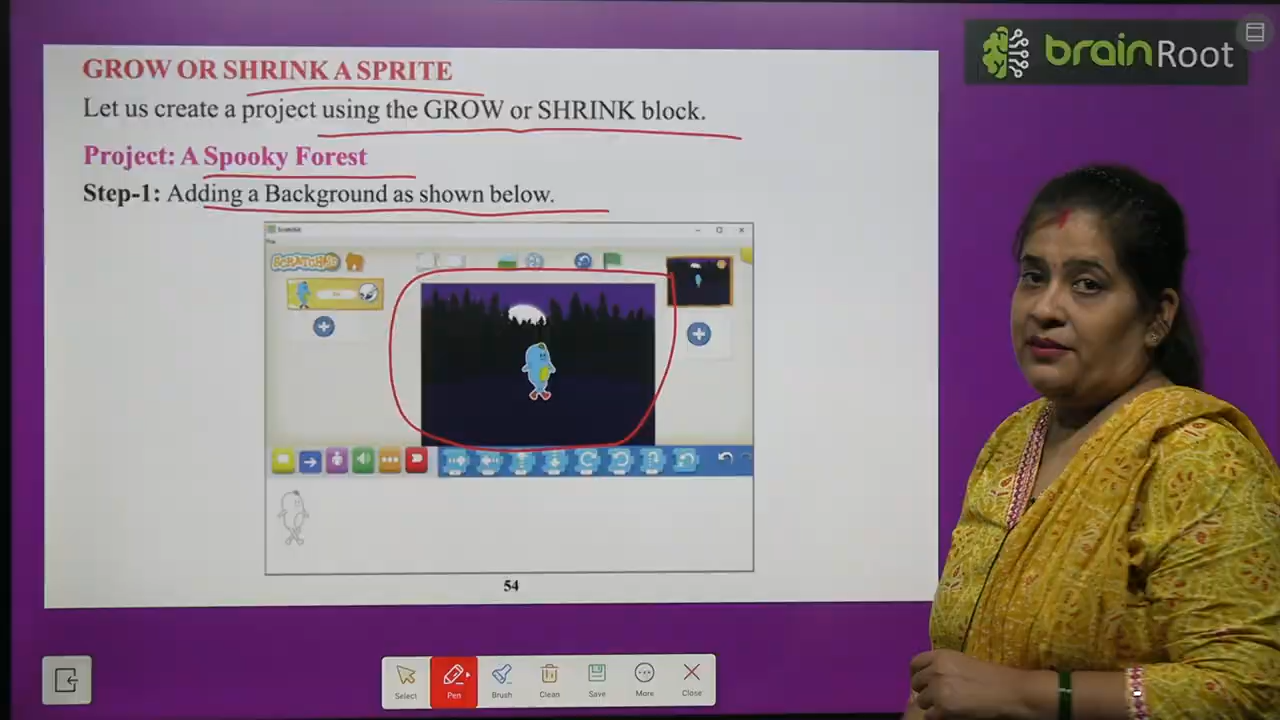 GROW OR SHRINK A SPRITE
Let us create a project using the GROW or SHRINK block.
Project: A Spooky Forest
Step-1: Adding a Background as shown below.
54
brainRoot
Select
Pen
Brush
Clean
Save
More
Close